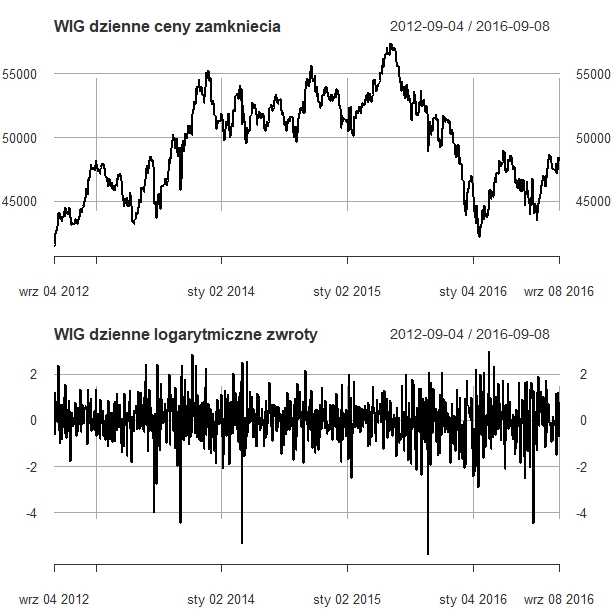 WIG dzienne ceny zamkniecia 2012-09-04 / 2016-09-08
55000 55000
50000 50000
45000 45000
wrz 04 2012 sty 02 2014 sty 02 2015 sty 04 2016 wrz 08 2016
WIG dzienne logarytmiczne zwroty 2012-09-04 / 2016-09-08
2 2
0 0
-2 -2
-4 -4
wrz 04 2012 sty 02 2014 sty 02 2015 sty 04 2016 wrz 08 2016